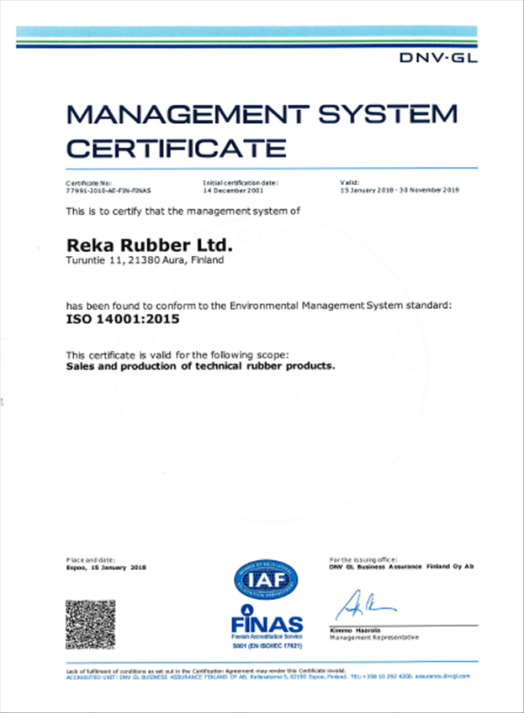 DNV·GL
MANAGEMENT SYSTEM
CERTIFICATE
Certificate No:
77991-2010-AE-FIN-FINAS
Initial certification date:
14 December 2001
Valid:
15 January 2018 - 30 November 2019
This is to certify that the management system of
Reka Rubber Ltd.
Turuntie 11, 21380 Aura, Finland
has been found to conform to the Environmental Management System standard:
ISO 14001:2015
This certificate is valid for the following scope:
Sales and production of technical rubber products.
Place and date:
Espoo, 15 January 2018
For the issuing office:
DNV GL Business Assurance Finland Oy Ab
IAF
FINAS
Finnish Accreditation Service
S001 (EN ISO/IEC 17021)
Kimmo Haarala
Management Representative
Lack of fulfilment of conditions as set out in the Certification Agreement may render this Certificate invalid.
ACCREDITED UNIT: DNV GL BUSINESS ASSURANCE FINLAND OY AB, Keilasatama 5, 02150 Espoo, Finland. TEL: +358 10 292 4200. assurance.dnvgl.com